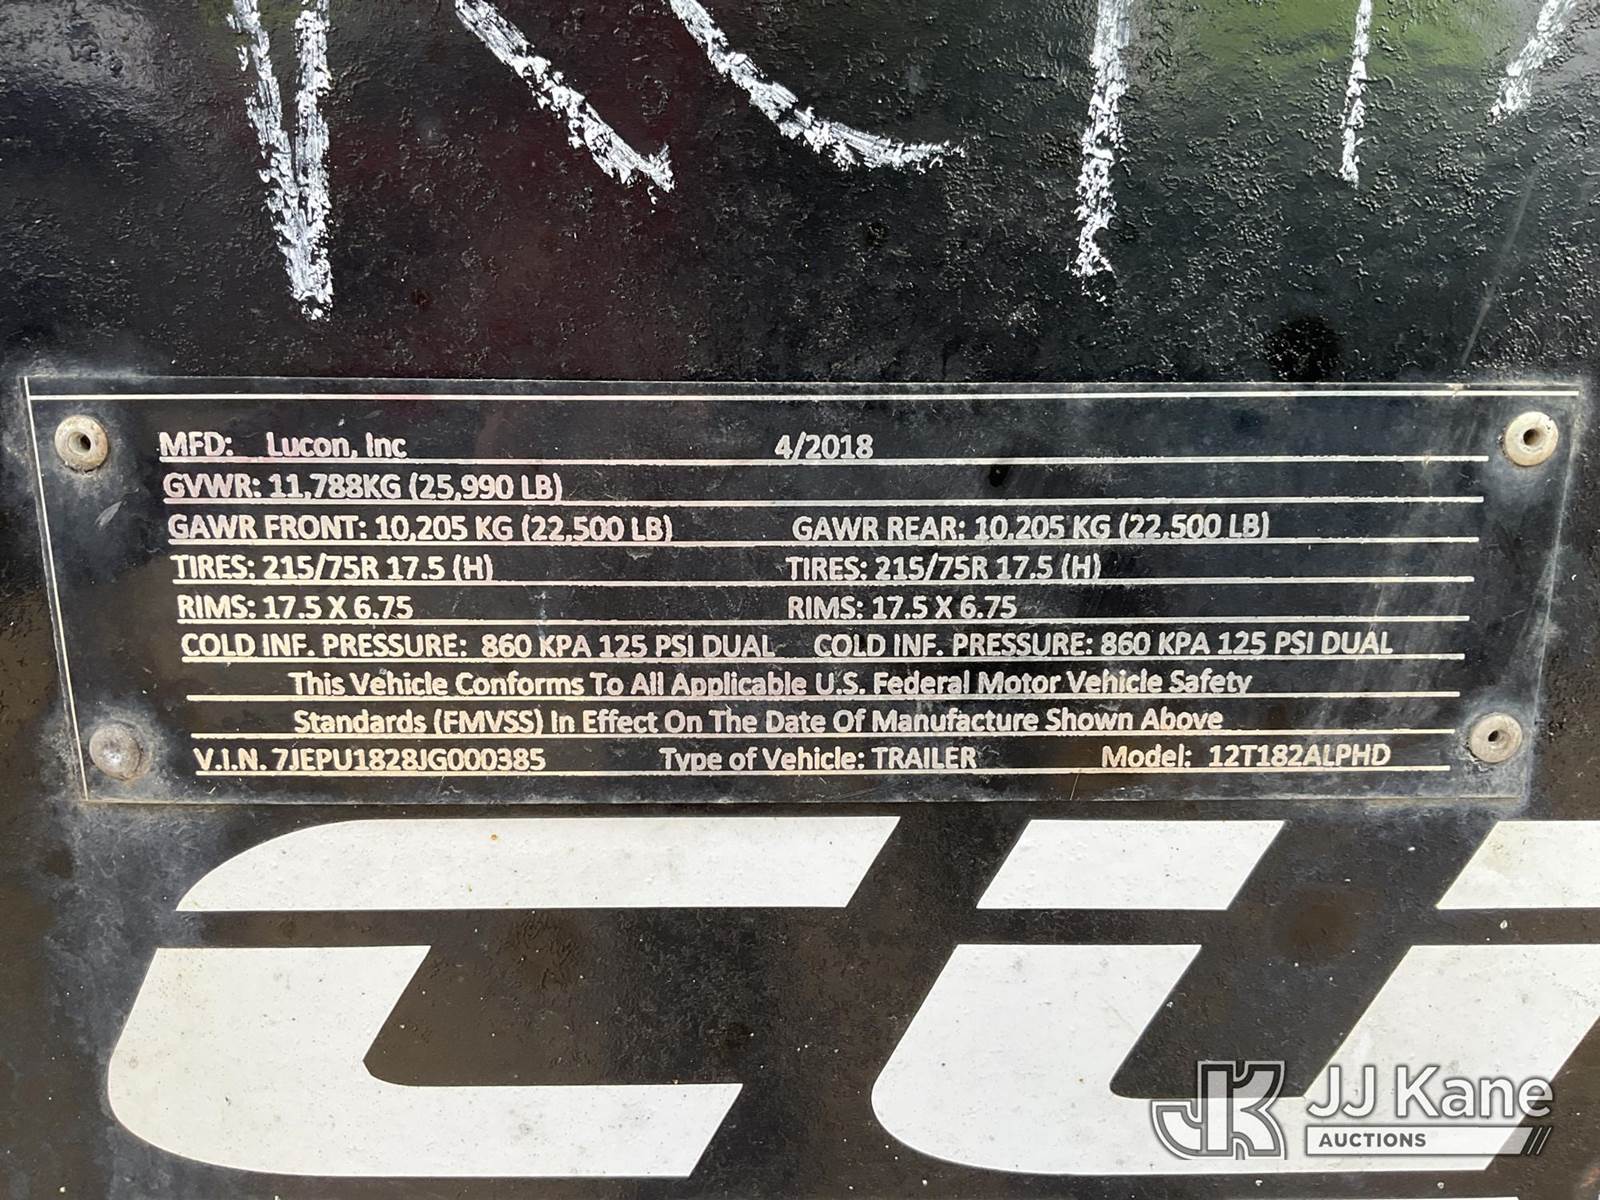 MFD: Lucon, Inc 4/2018
GVWR: 11,788KG (25,990 LB)
GAWR FRONT: 10,205 KG (22,500 LB) GAWR REAR: 10,205 KG (22,500 LB)
TIRES: 215/75R 17.5 (H) TIRES: 215/75R 17.5 (H)
RIMS: 17.5 X 6.75 RIMS: 17.5 X 6.75
COLD INF. PRESSURE: 860 KPA 125 PSI DUAL COLD INF. PRESSURE: 860 KPA 125 PSI DUAL
This Vehicle Conforms To All Applicable U.S. Federal Motor Vehicle Safety
Standards (FMVSS) In Effect On The Date Of Manufacture Shown Above
V.I.N. 7JEPU1828JG000385 Type of Vehicle: TRAILER Model: 12T182ALPHD
JK JJ Kane
AUCTIONS